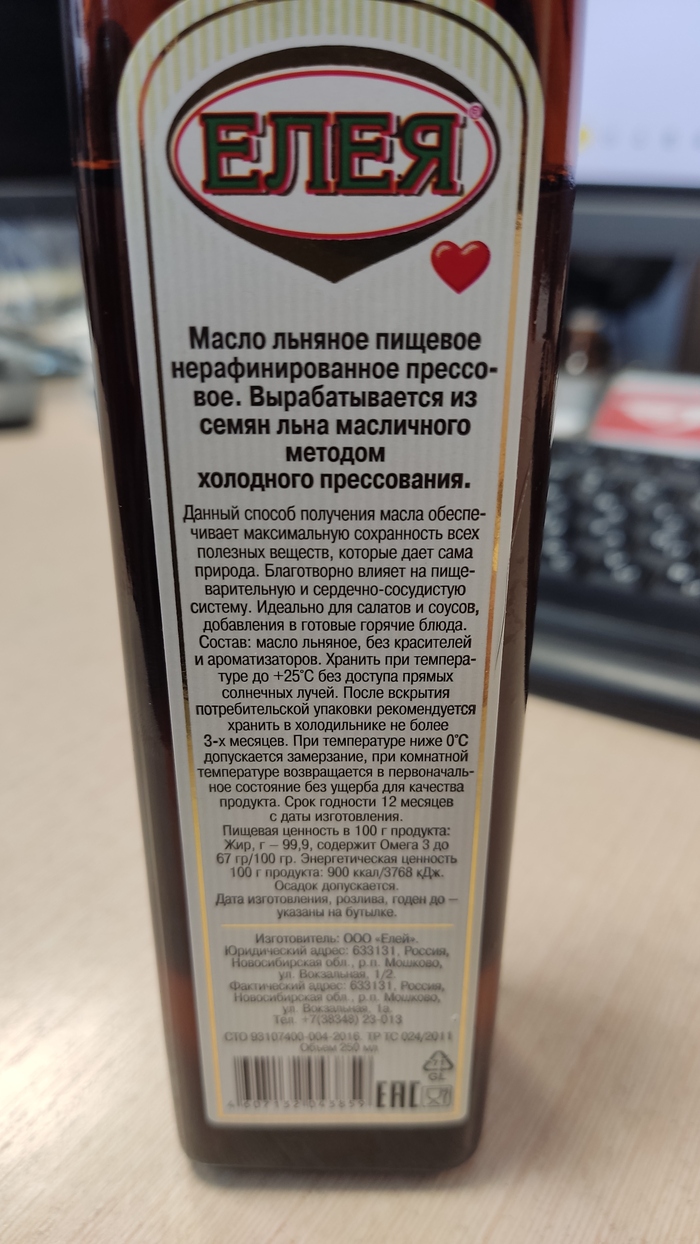 ЕЛЕЯ®
Масло льняное пищевое
нерафинированное прессо-
вое. Вырабатывается из
семян льна масличного
методом
холодного прессования.
Данный способ получения масла обеспе-
чивает максимальную сохранность всех
полезных веществ, которые дает сама
природа. Благотворно влияет на пище-
варительную и сердечно-сосудистую
систему. Идеально для салатов и соусов,
добавления в готовые горячие блюда.
Состав: масло льняное, без красителей
и ароматизаторов. Хранить при темпера-
туре до +25°С без доступа прямых
солнечных лучей. После вскрытия
потребительской упаковки рекомендуется
хранить в холодильнике не более
3-х месяцев. При температуре ниже 0°С
допускается замерзание, при комнатной
температуре возвращается в первоначаль-
ное состояние без ущерба для качества
продукта. Срок годности 12 месяцев
с даты изготовления.
Пищевая ценность в 100 г продукта:
Жир, г – 99,9, содержит Омега 3 до
67 гр/100 гр. Энергетическая ценность
100 г продукта: 900 ккал/3768 кДж.
Осадок допускается.
Дата изготовления, розлива, годен до –
указаны на бутылке.
Изготовитель: ООО «Елей».
Юридический адрес: 633131, Россия,
Новосибирская обл., р.п. Мошково,
ул. Вокзальная, 1/2.
Фактический адрес: 633131, Россия,
Новосибирская обл., р.п. Мошково,
ул. Вокзальная, 1а.
Тел. +7(38348) 23-013
СТО 93107400-004-2016, ТР ТС 024/2011
Объем 250 мл
GL
EAC